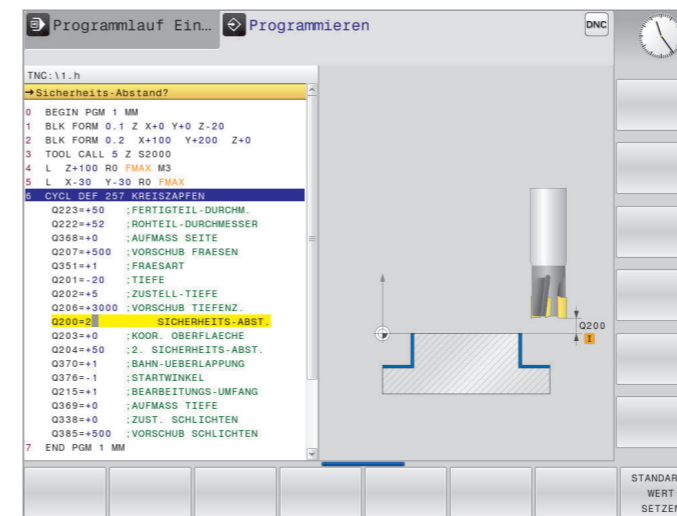 Programmlauf Ein… Programmieren DNC
TNC:\1.h
→Sicherheits-Abstand?
0 BEGIN PGM 1 MM
1 BLK FORM 0.1 Z X+0 Y+0 Z-20
2 BLK FORM 0.2 X+100 Y+200 Z+0
3 TOOL CALL 5 Z S2000
4 L Z+100 R0 FMAX M3
5 L X-30 Y-30 R0 FMAX
6 CYCL DEF 257 KREISZAPFEN
Q223=+50 ;FERTIGTEIL-DURCHM.
Q222=+52 ;ROHTEIL-DURCHMESSER
Q368=+0 ;AUFMASS SEITE
Q207=+500 ;VORSCHUB FRAESEN
Q351=+1 ;FRAESART
Q201=-20 ;TIEFE
Q202=+5 ;ZUSTELL-TIEFE
Q206=+3000 ;VORSCHUB TIEFENZ.
Q200=2 SICHERHEITS-ABST.
Q203=+0 ;KOOR. OBERFLAECHE
Q204=+50 ;2. SICHERHEITS-ABST.
Q370=+1 ;BAHN-UEBERLAPPUNG
Q376=-1 ;STARTWINKEL
Q215=+1 ;BEARBEITUNGS-UMFANG
Q369=+0 ;AUFMASS TIEFE
Q338=+0 ;ZUST. SCHLICHTEN
Q385=+500 ;VORSCHUB SCHLICHTEN
7 END PGM 1 MM
Q200
I
STANDAR
WERT
SETZEN